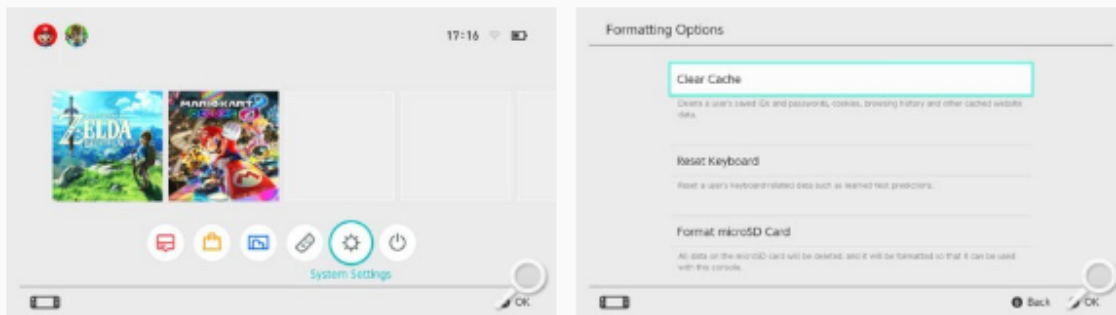 17:16
ZELDA
MARIOKART
System Settings
OK
Formatting Options
Clear Cache
Delete a user's saved IDs and passwords, cookies, browsing history and other cached website
data.
Reset Keyboard
Reset a user's keyboard-related data such as learned text predictions.
Format microSD Card
All data on the microSD card will be deleted, and it will be formatted so that it can be used
with this console.
B Back
OK